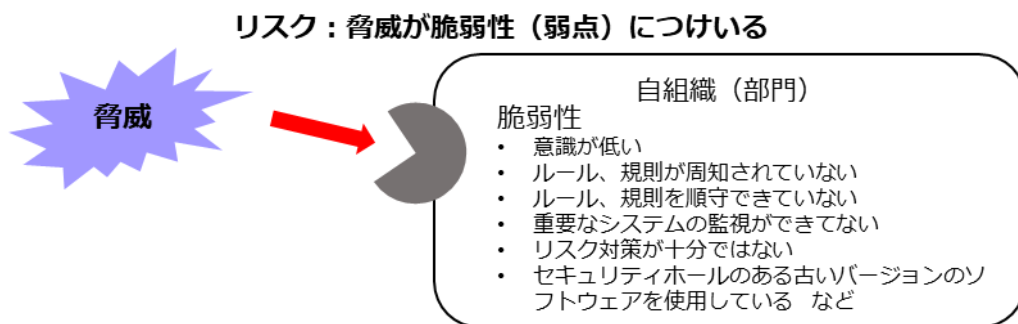 リスク：脅威が脆弱性（弱点）につけいる
脅威
自組織（部門）
脆弱性
• 意識が低い
• ルール、規則が周知されていない
• ルール、規則を順守できていない
• 重要なシステムの監視ができてない
• リスク対策が十分ではない
• セキュリティホールのある古いバージョンのソ
フトウェアを使用している　など